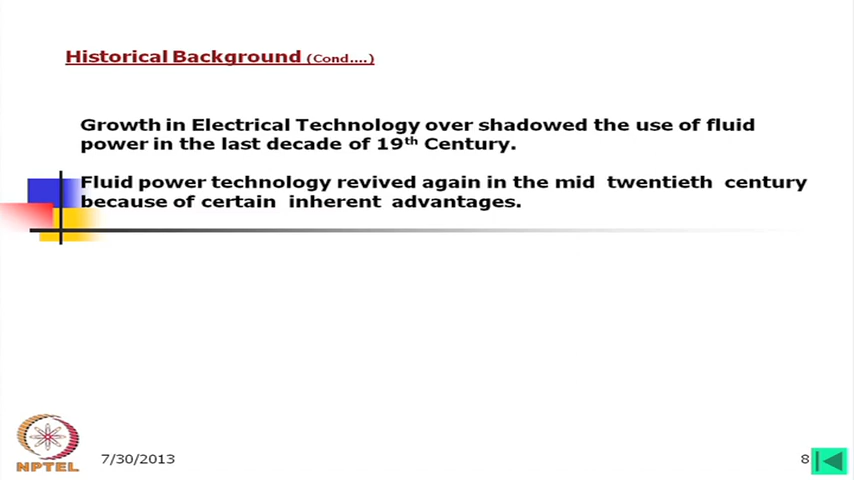 Historical Background (Cond....)
Growth in Electrical Technology over shadowed the use of fluid
power in the last decade of 19th Century.
Fluid power technology revived again in the mid twentieth century
because of certain inherent advantages.
NPTEL
7/30/2013
8